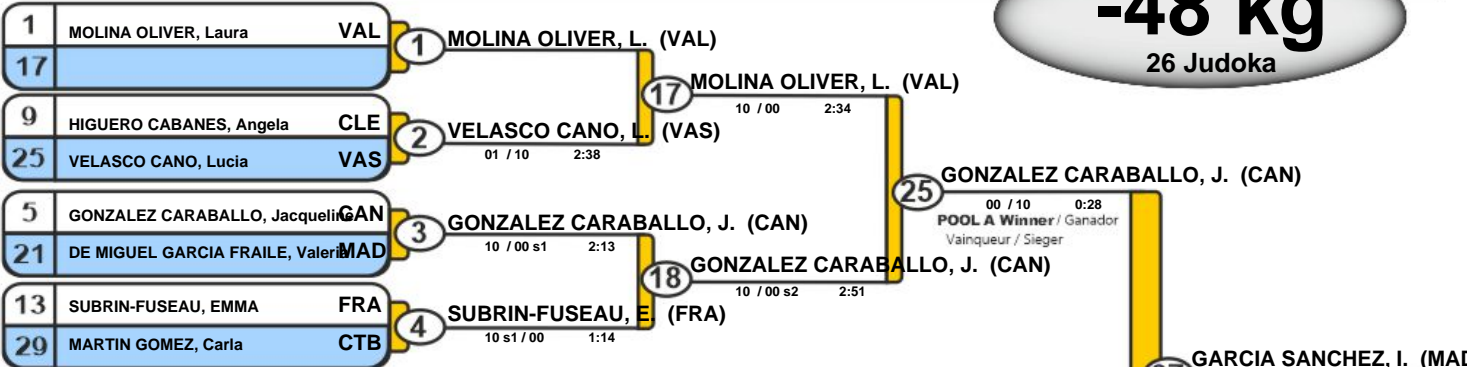 -48 kg
26 Judoka
1 MOLINA OLIVER, Laura VAL
17
9 HIGUERO CABANES, Angela CLE
25 VELASCO CANO, Lucia VAS
5 GONZALEZ CARABALLO, Jacqueline CAN
21 DE MIGUEL GARCIA FRAILE, Valeria MAD
13 SUBRIN-FUSEAU, EMMA FRA
29 MARTIN GOMEZ, Carla CTB
1 MOLINA OLIVER, L. (VAL)
2 VELASCO CANO, L. (VAS)
01 / 10 2:38
3 GONZALEZ CARABALLO, J. (CAN)
10 / 00 s1 2:13
4 SUBRIN-FUSEAU, E. (FRA)
10 s1 / 00 1:14
17 MOLINA OLIVER, L. (VAL)
10 / 00 2:34
18 GONZALEZ CARABALLO, J. (CAN)
10 / 00 s2 2:51
25 GONZALEZ CARABALLO, J. (CAN)
00 / 10 0:28
POOL A Winner / Ganador
Vainqueur / Sieger
GARCIA SANCHEZ, I. (MAD